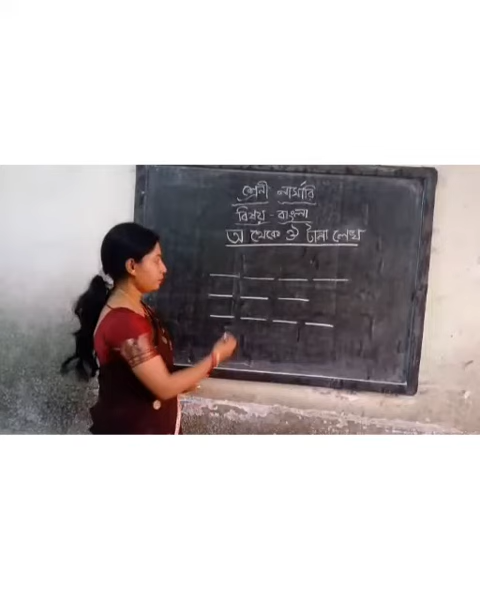 শ্রেনী নার্সারি
বিষয় - বাংলা
অ থেকে ঔ টানা লেখ